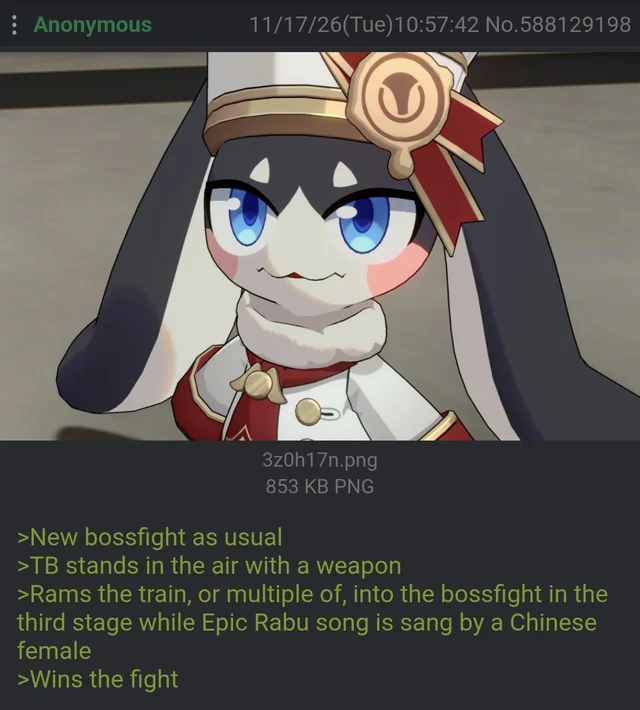 Anonymous 11/17/26(Tue)10:57:42 No.588129198
3z0h17n.png
853 KB PNG
>New bossfight as usual
>TB stands in the air with a weapon
>Rams the train, or multiple of, into the bossfight in the
third stage while Epic Rabu song is sang by a Chinese
female
>Wins the fight